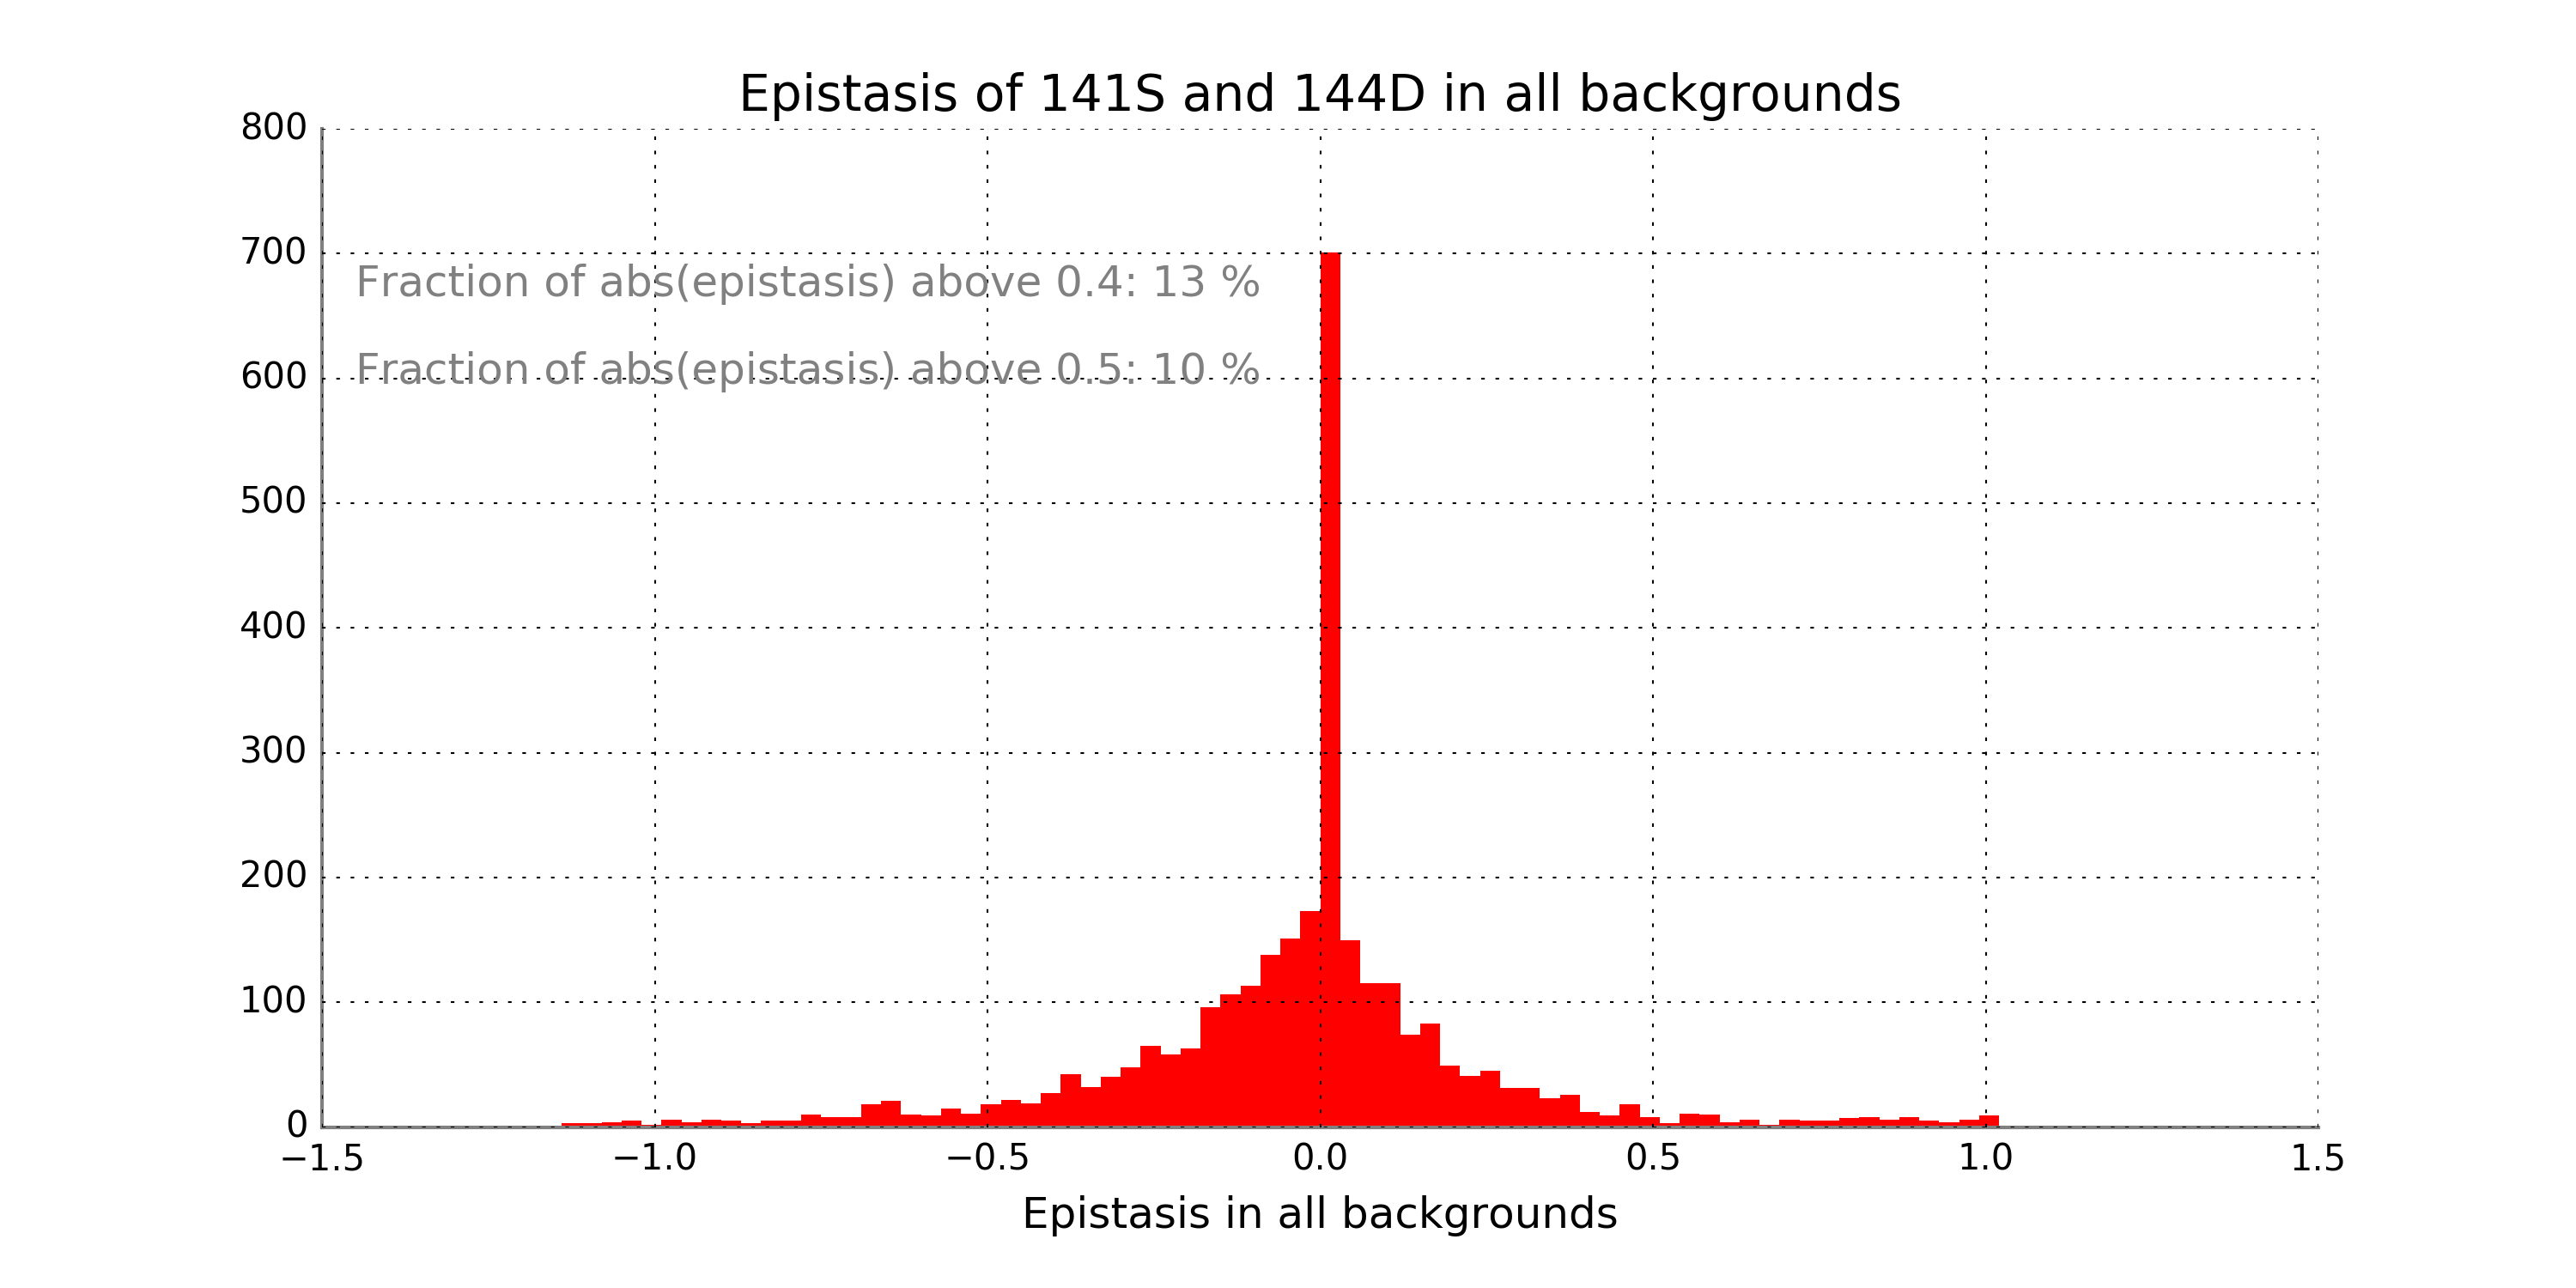 Epistasis of 141S and 144D in all backgrounds
800
700
Fraction of abs(epistasis) above 0.4: 13 %
600
Fraction of abs(epistasis) above 0.5: 10 %
500
400
300
200
100
0
−1.5 −1.0 −0.5 0.0 0.5 1.0 1.5
Epistasis in all backgrounds